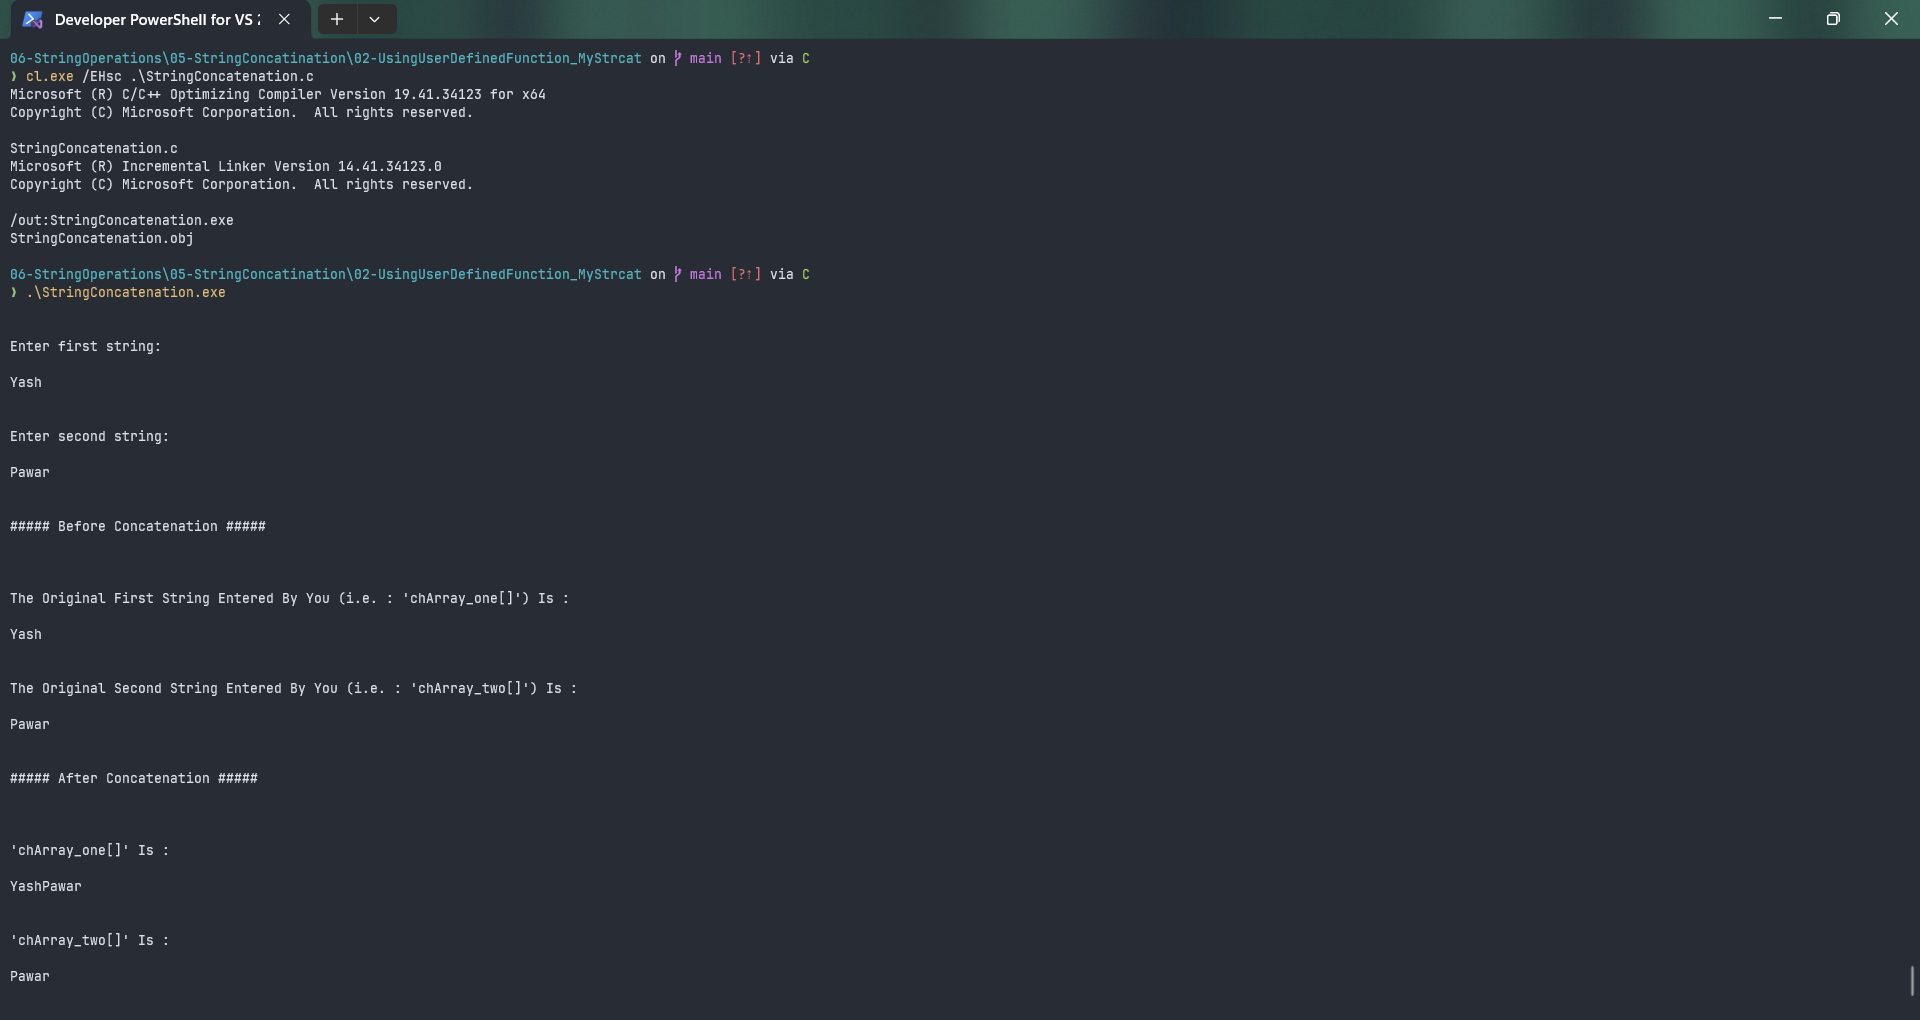 Developer PowerShell for VS 2
06-StringOperations\05-StringConcatination\02-UsingUserDefinedFunction_MyStrcat on main [?↑] via C
❯ cl.exe /EHsc .\StringConcatenation.c
Microsoft (R) C/C++ Optimizing Compiler Version 19.41.34123 for x64
Copyright (C) Microsoft Corporation.  All rights reserved.
StringConcatenation.c
Microsoft (R) Incremental Linker Version 14.41.34123.0
Copyright (C) Microsoft Corporation.  All rights reserved.
/out:StringConcatenation.exe
StringConcatenation.obj
06-StringOperations\05-StringConcatination\02-UsingUserDefinedFunction_MyStrcat on main [?↑] via C
❯ .\StringConcatenation.exe
Enter first string:
Yash
Enter second string:
Pawar
##### Before Concatenation #####
The Original First String Entered By You (i.e. : 'chArray_one[]') Is :
Yash
The Original Second String Entered By You (i.e. : 'chArray_two[]') Is :
Pawar
##### After Concatenation #####
'chArray_one[]' Is :
YashPawar
'chArray_two[]' Is :
Pawar